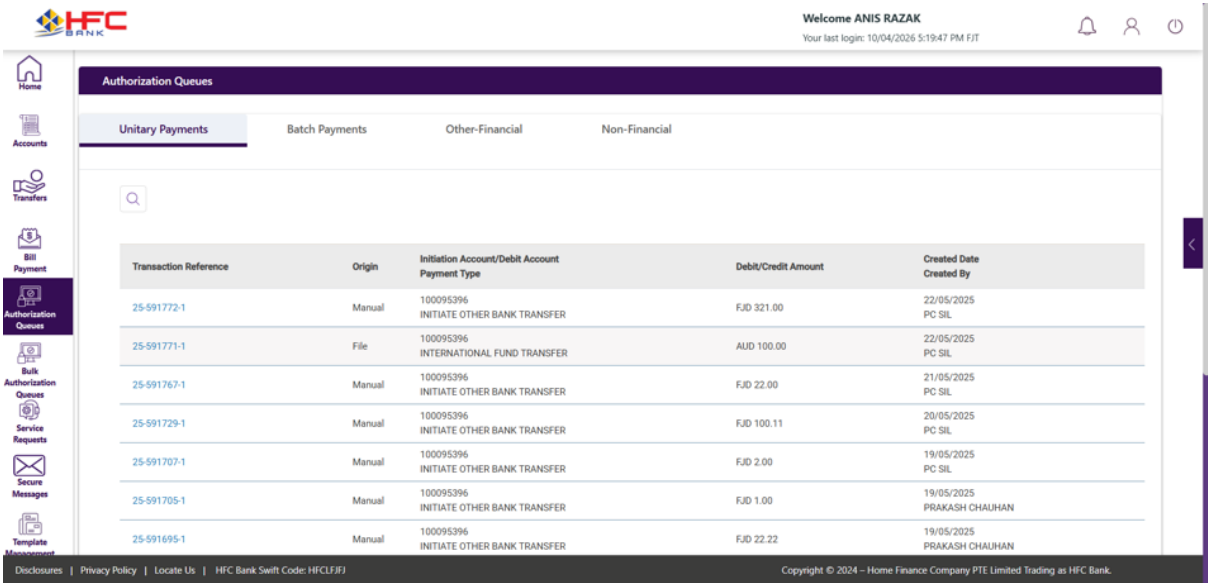 HFC
BANK
Welcome ANIS RAZAK
Your last login: 10/04/2026 5:19:47 PM FJT
Home
Accounts
Transfers
Bill
Payment
Authorization
Queues
Bulk
Authorization
Queues
Service
Requests
Secure
Messages
Template
Management
Authorization Queues
Unitary Payments Batch Payments Other-Financial Non-Financial
Transaction Reference Origin Initiation Account/Debit Account Debit/Credit Amount Created Date
Payment Type Created By
25-591772-1 Manual 100095396 FJD 321.00 22/05/2025
INITIATE OTHER BANK TRANSFER PC SIL
25-591771-1 File 100095396 AUD 100.00 22/05/2025
INTERNATIONAL FUND TRANSFER PC SIL
25-591767-1 Manual 100095396 FJD 22.00 21/05/2025
INITIATE OTHER BANK TRANSFER PC SIL
25-591729-1 Manual 100095396 FJD 100.11 20/05/2025
INITIATE OTHER BANK TRANSFER PC SIL
25-591707-1 Manual 100095396 FJD 2.00 19/05/2025
INITIATE OTHER BANK TRANSFER PC SIL
25-591705-1 Manual 100095396 FJD 1.00 19/05/2025
INITIATE OTHER BANK TRANSFER PRAKASH CHAUHAN
25-591695-1 Manual 100095396 FJD 22.22 19/05/2025
INITIATE OTHER BANK TRANSFER PRAKASH CHAUHAN
Disclosures | Privacy Policy | Locate Us | HFC Bank Swift Code: HFCLFJFJ Copyright © 2024 – Home Finance Company PTE Limited Trading as HFC Bank.